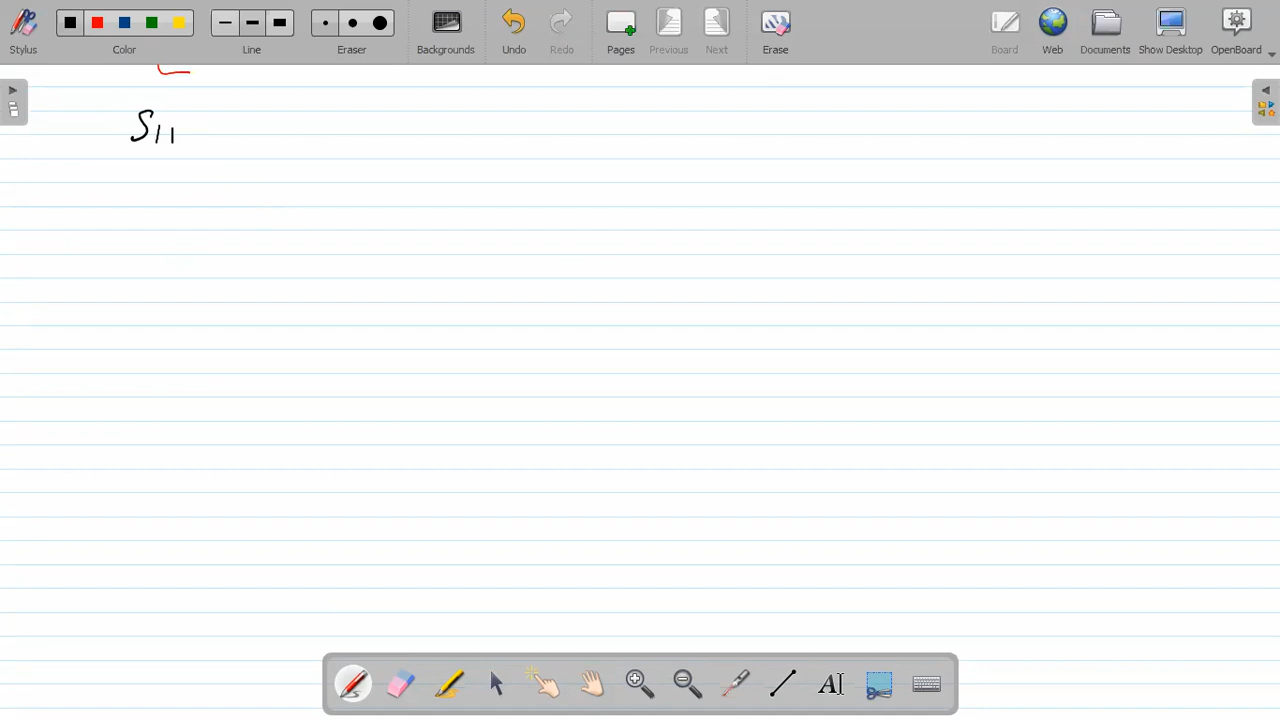 Stylus Color Line Eraser Backgrounds Undo Redo Pages Previous Next Erase Board Web Documents Show Desktop OpenBoard
S11
A